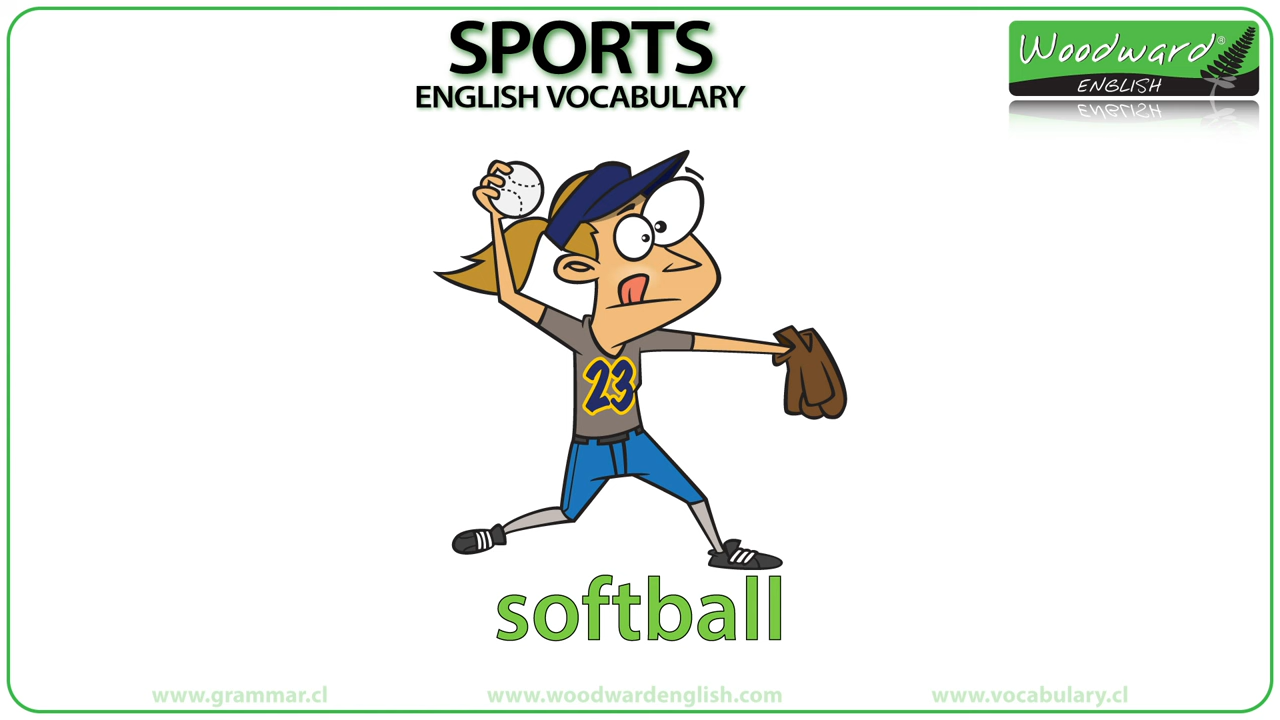 SPORTS
ENGLISH VOCABULARY
Woodward®
ENGLISH
23
softball
www.grammar.cl
www.woodwardenglish.com
www.vocabulary.cl